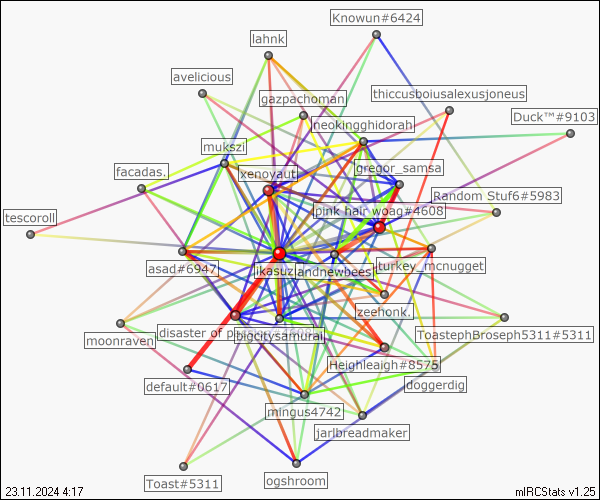 Knowun#6424
lahnk
avelicious
thiccusboiusalexusjoneus
gazpachoman
Duck™#9103
neokingghidorah
mukszi
gregor_samsa
facadas.
xenoyaut
Random Stuf6#5983
pink hair woag#4608
tescoroll
asad#6947
ikasuz
andnewbees
turkey_mcnugget
zeehonk.
moonraven
disaster of
bigcitysamurai
ToastephBroseph5311#5311
Heighleaigh#8575
default#0617
doggerdig
mingus4742
jarlbreadmaker
Toast#5311
ogshroom
23.11.2024 4:17
mIRCStats v1.25